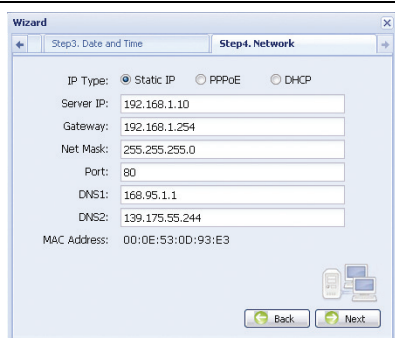 Wizard
Step3. Date and Time
Step4. Network
IP Type: Static IP PPPoE DHCP
Server IP: 192.168.1.10
Gateway: 192.168.1.254
Net Mask: 255.255.255.0
Port: 80
DNS1: 168.95.1.1
DNS2: 139.175.55.244
MAC Address: 00:0E:53:0D:93:E3
Back Next